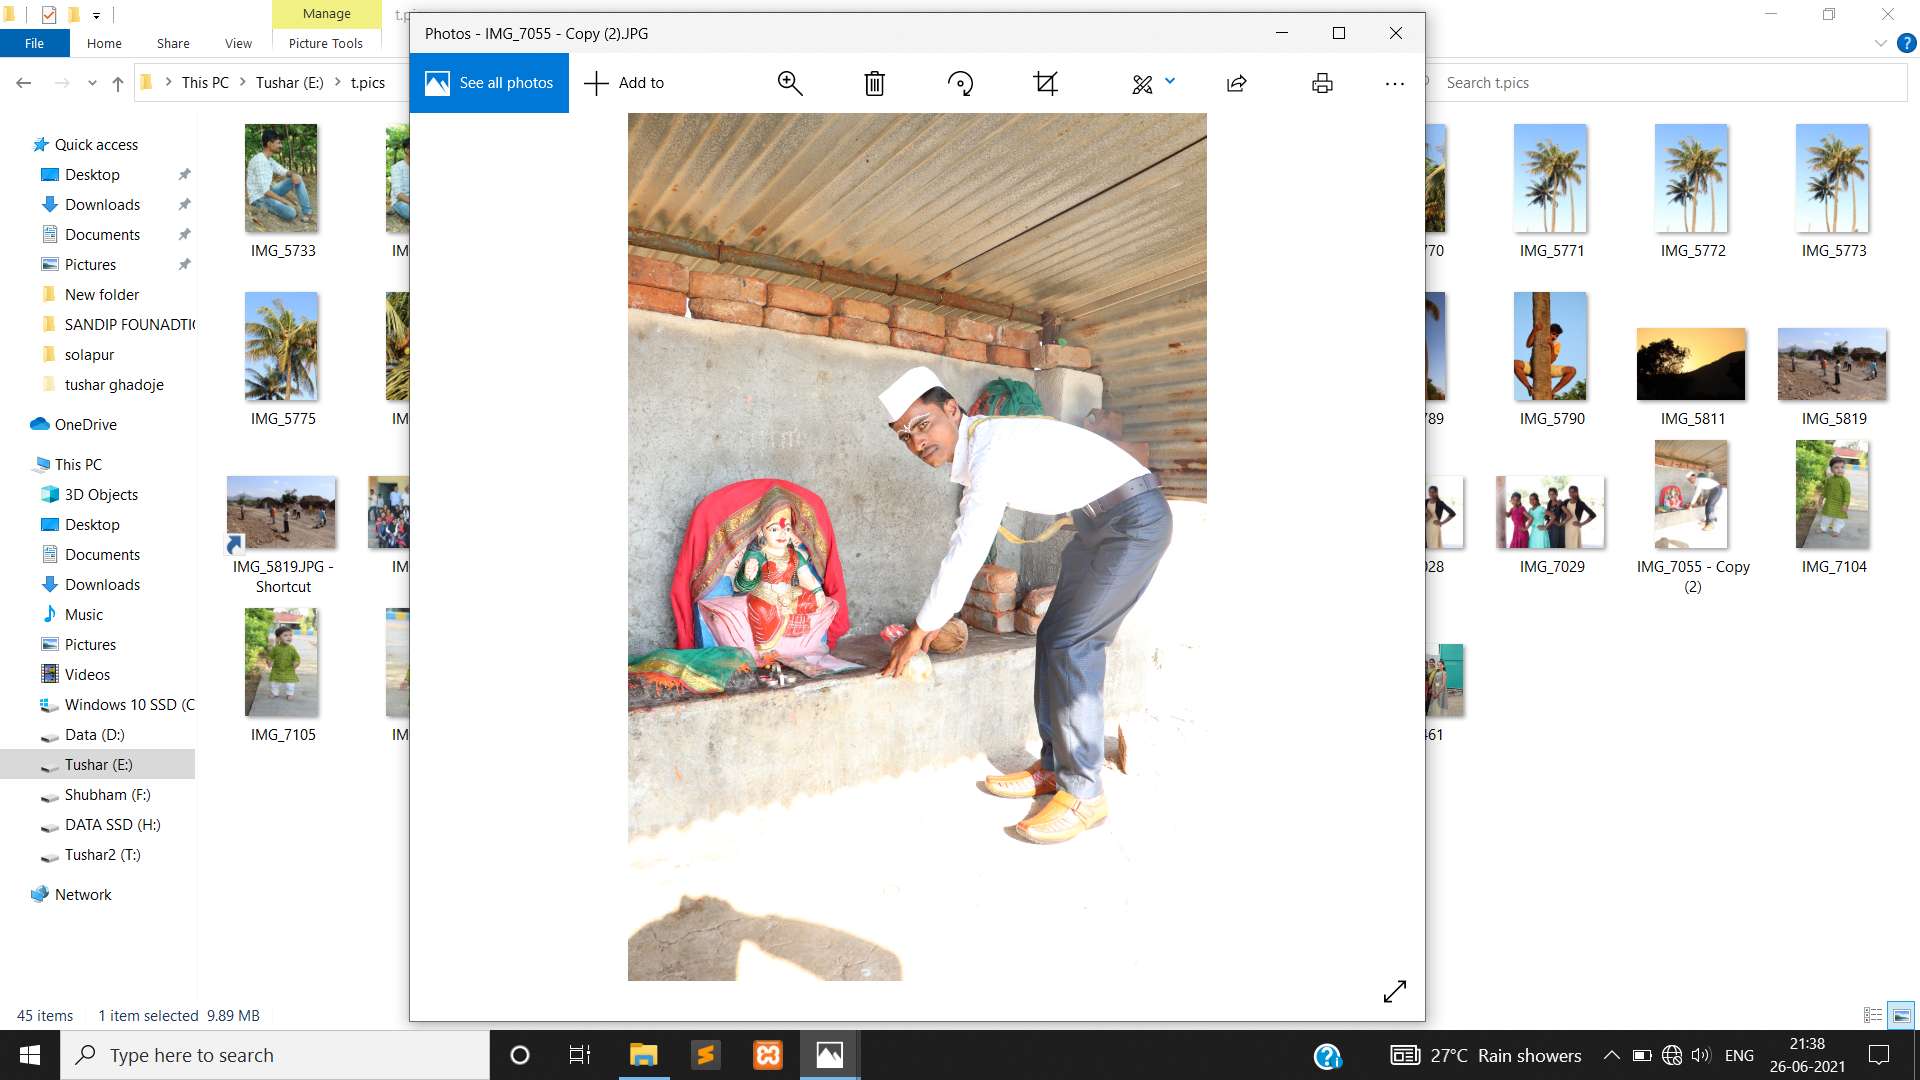 Manage
t.pi
File
Home
Share
View
Picture Tools
Photos - IMG_7055 - Copy (2).JPG
See all photos
Add to
This PC
Tushar (E:)
t.pics
Search t.pics
Quick access
Desktop
Downloads
Documents
Pictures
New folder
SANDIP FOUNADTI
solapur
tushar ghadoje
OneDrive
This PC
3D Objects
Desktop
Documents
Downloads
Music
Pictures
Videos
Windows 10 SSD (C
Data (D:)
Tushar (E:)
Shubham (F:)
DATA SSD (H:)
Tushar2 (T:)
Network
IMG_5733
IM
70
IMG_5771
IMG_5772
IMG_5773
IMG_5775
IM
89
IMG_5790
IMG_5811
IMG_5819
IMG_5819.JPG -
Shortcut
IM
028
IMG_7029
IMG_7055 - Copy
(2)
IMG_7104
IMG_7105
IM
461
45 items
1 item selected 9.89 MB
Type here to search
27°C Rain showers
ENG
21:38
26-06-2021